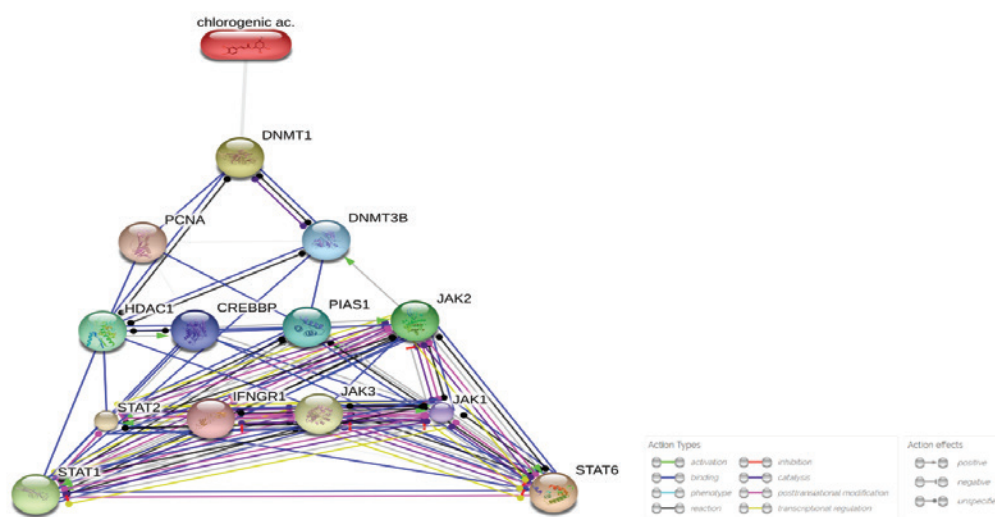 chlorogenic ac.
DNMT1
PCNA
DNMT3B
HDAC1
CREBBP
PIAS1
JAK2
STAT2
IFNGR1
JAK3
JAK1
STAT1
STAT6
Action Types
activation
inhibition
binding
catalysis
phenotype
posttranslational modification
reaction
transcriptional regulation
Action effects
positive
negative
unspecifie